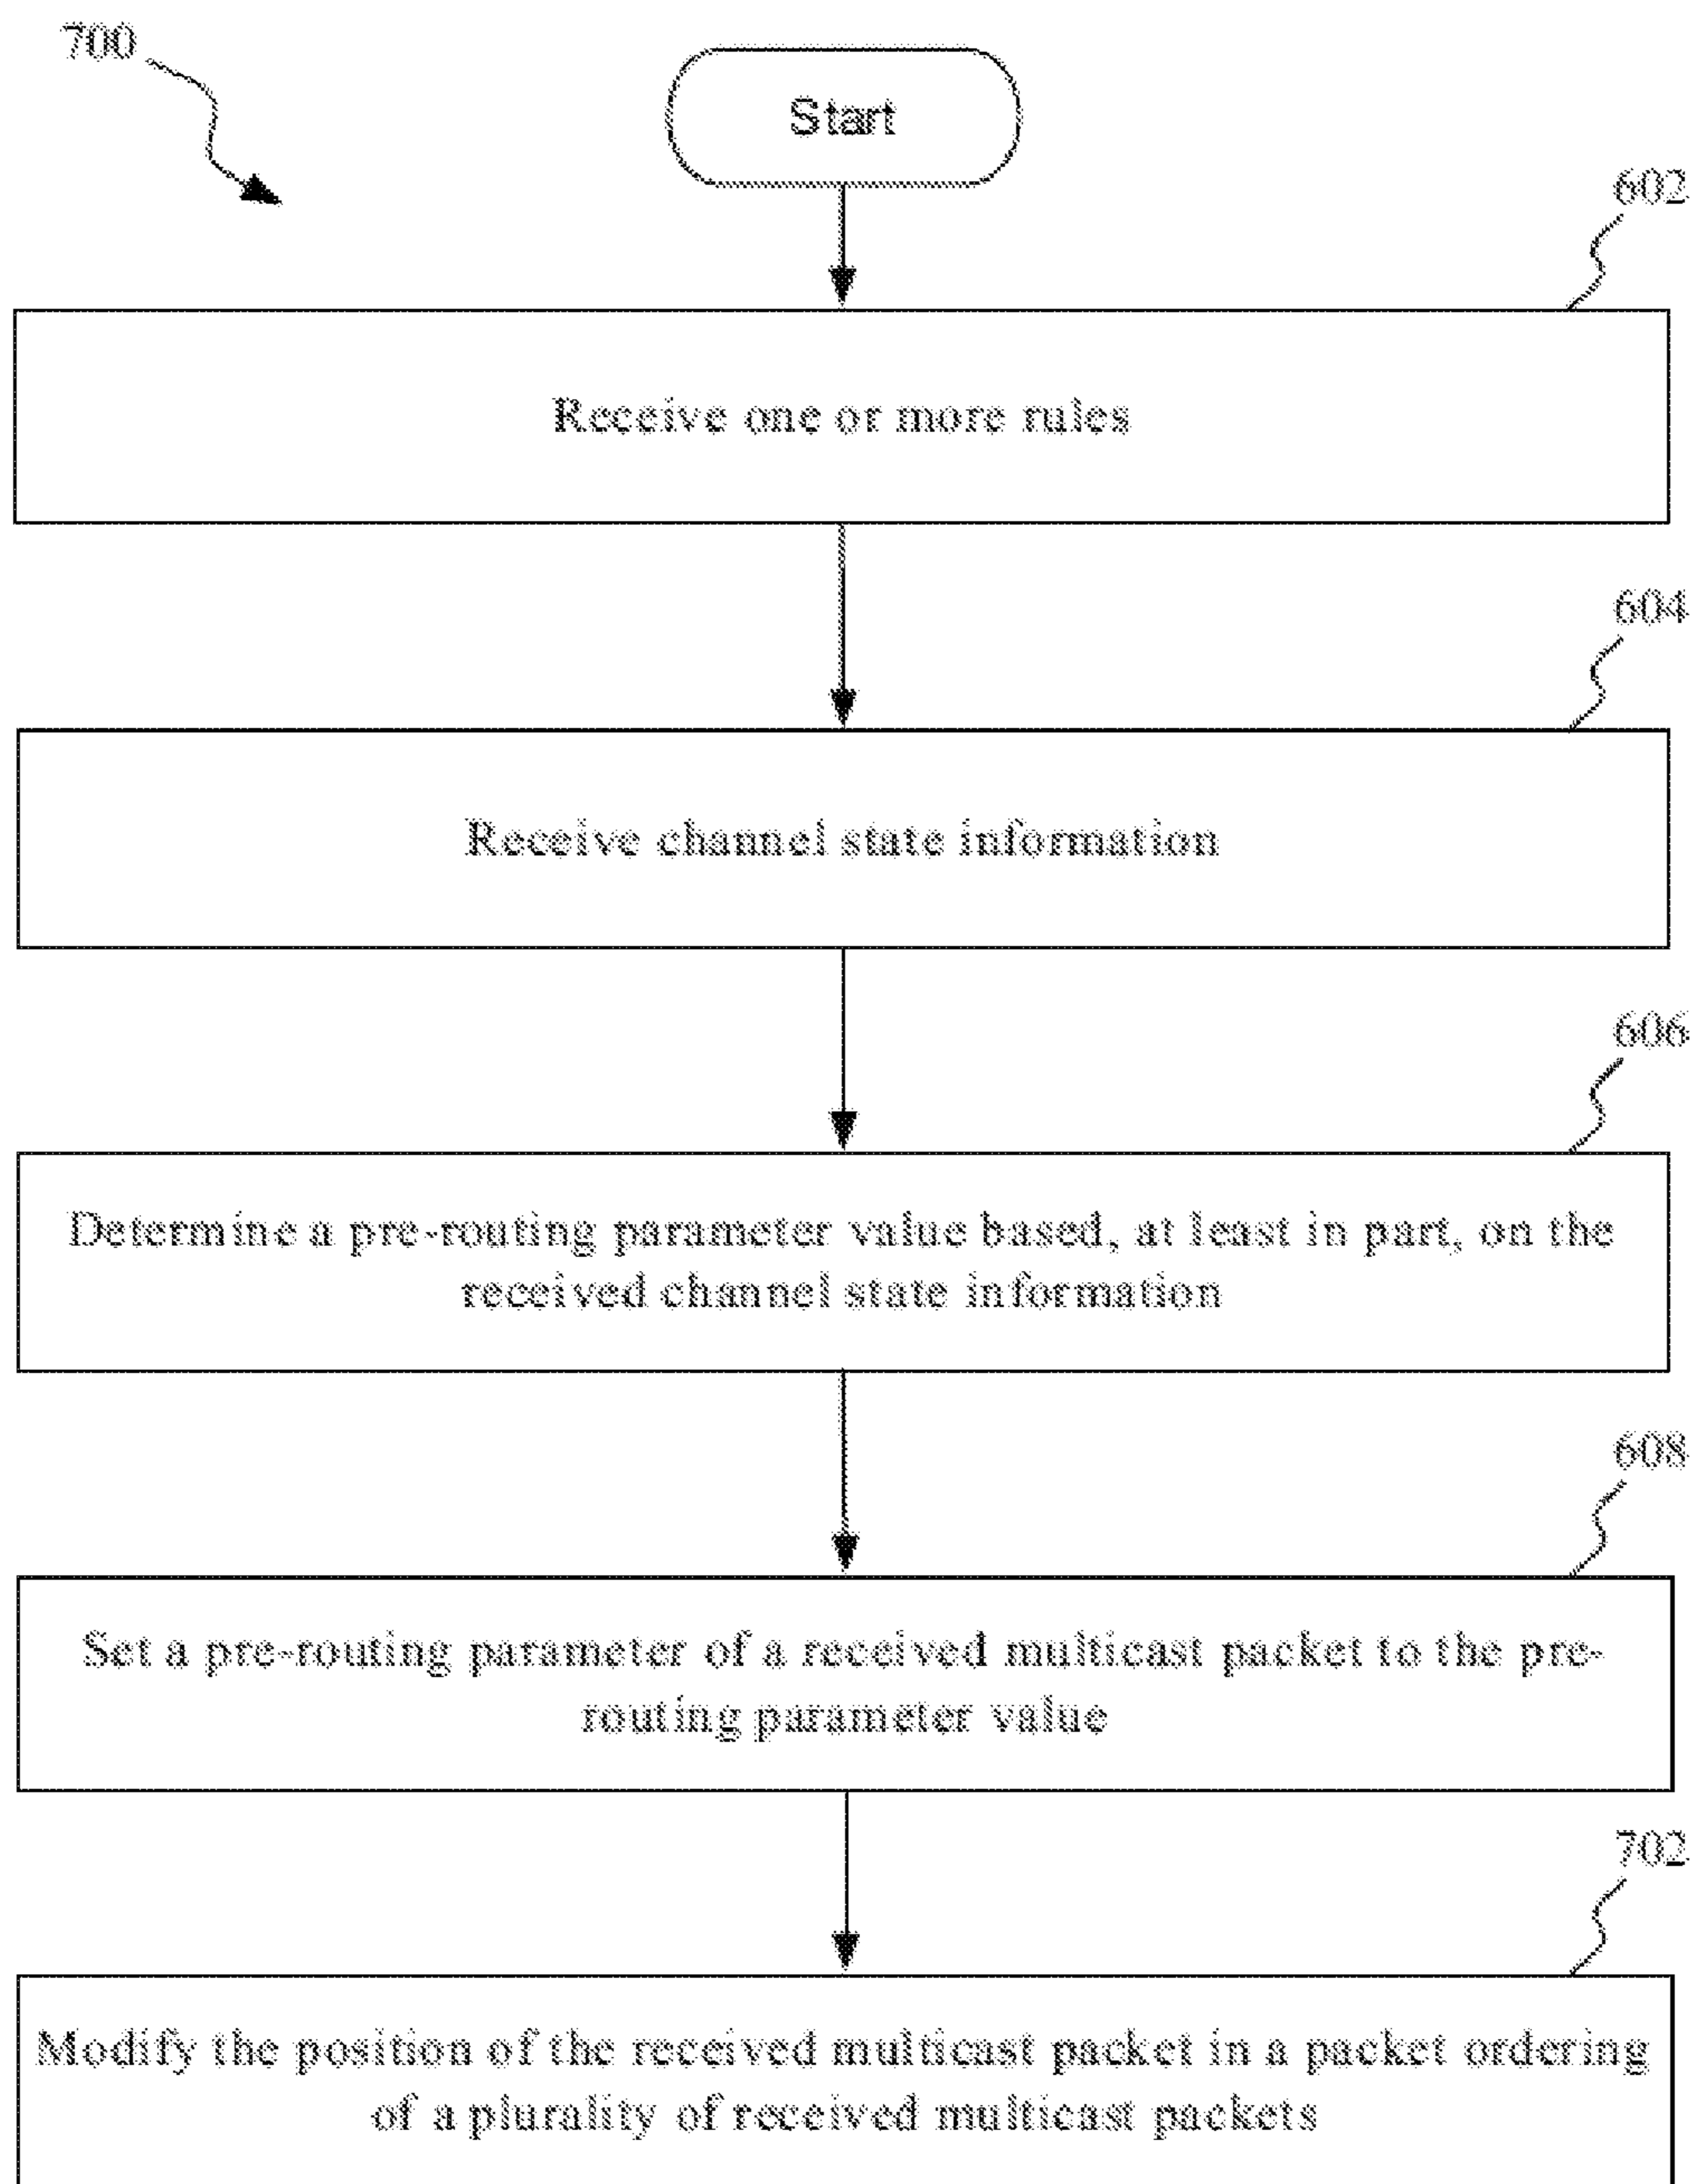 700
Start
602
Receive one or more rules
604
Receive channel state information
606
Determine a pre-routing parameter value based, at least in part, on the
received channel state information
608
Set a pre-routing parameter of a received multicast packet to the pre-
routing parameter value
702
Modify the position of the received multicast packet in a packet ordering
of a plurality of received multicast packets